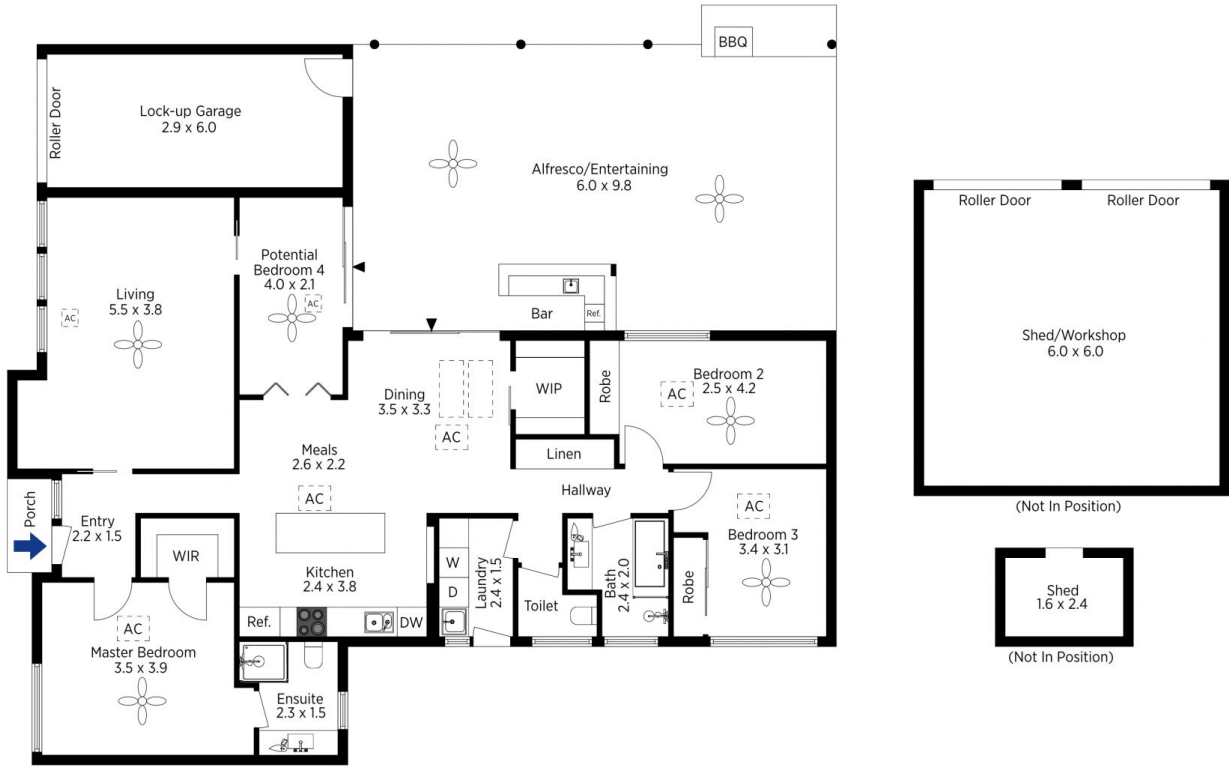 BBQ
Roller Door
Lock-up Garage
2.9 x 6.0
Alfresco/Entertaining
6.0 x 9.8
Roller Door
Roller Door
Potential
Bedroom 4
4.0 x 2.1
AC
Living
5.5 x 3.8
AC
Bar
Ref.
Shed/Workshop
6.0 x 6.0
Dining
3.5 x 3.3
AC
WIP
Robe
Bedroom 2
2.5 x 4.2
AC
Linen
Meals
2.6 x 2.2
AC
Hallway
Porch
Entry
2.2 x 1.5
WIR
(Not In Position)
AC
Bedroom 3
3.4 x 3.1
Robe
Kitchen
2.4 x 3.8
Ref.
DW
W
D
Laundry
2.4 x 1.5
Toilet
Bath
2.4 x 2.0
Shed
1.6 x 2.4
(Not In Position)
AC
Master Bedroom
3.5 x 3.9
Ensuite
2.3 x 1.5